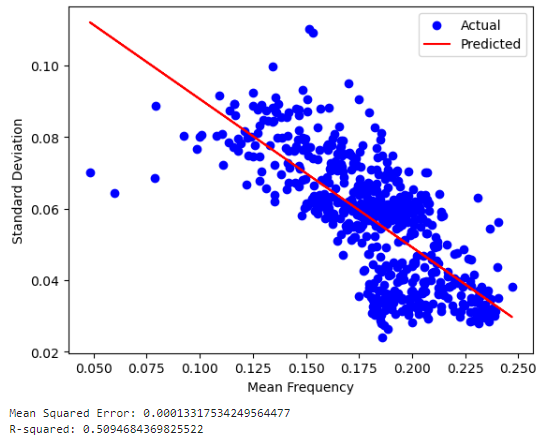 Actual
Predicted
0.10
0.08
0.06
0.04
0.02
Standard Deviation
0.050 0.075 0.100 0.125 0.150 0.175 0.200 0.225 0.250
Mean Frequency
Mean Squared Error: 0.00013317534249564477
R-squared: 0.5094684369825522